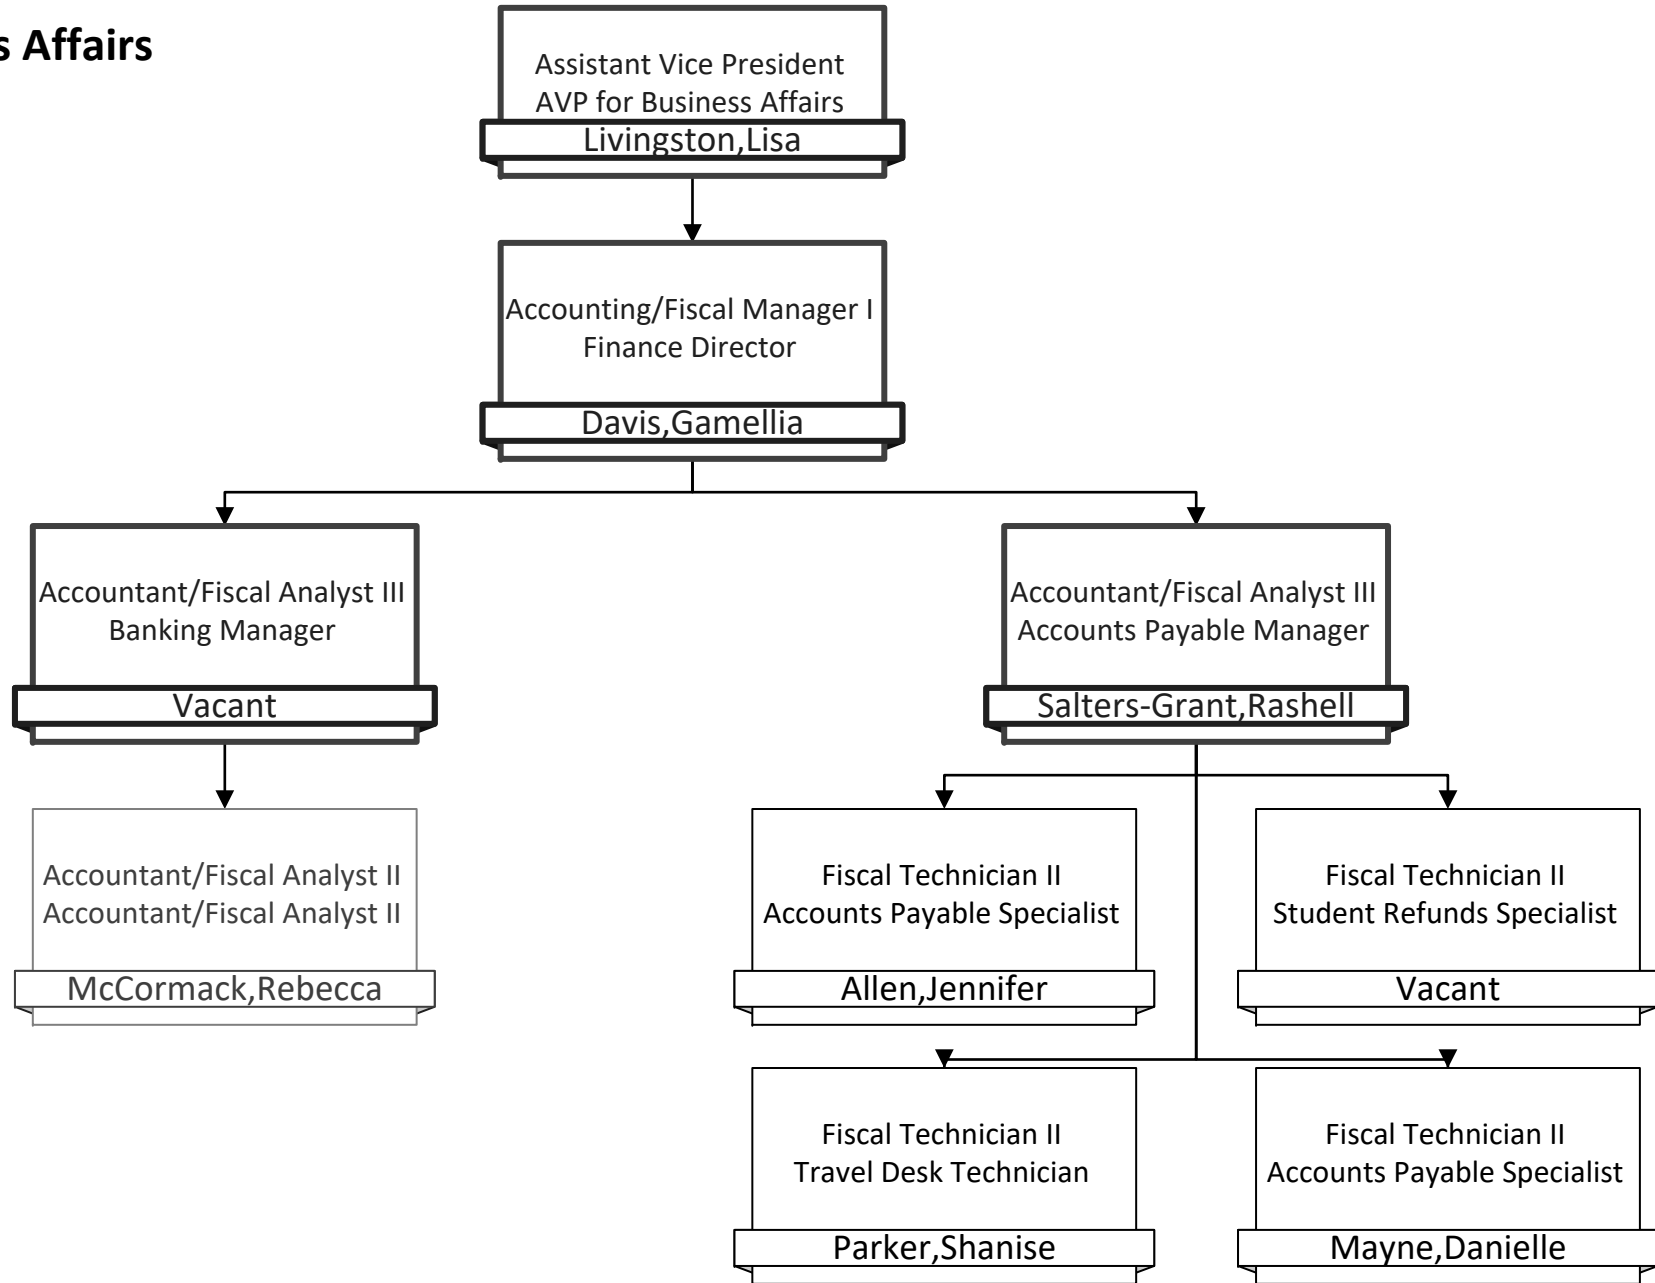 s Affairs
Assistant Vice President
AVP for Business Affairs
Livingston,Lisa
Accounting/Fiscal Manager I
Finance Director
Davis,Gamellia
Accountant/Fiscal Analyst III
Banking Manager
Vacant
Accountant/Fiscal Analyst III
Accounts Payable Manager
Salters-Grant,Rashell
Accountant/Fiscal Analyst II
Accountant/Fiscal Analyst II
McCormack,Rebecca
Fiscal Technician II
Accounts Payable Specialist
Allen,Jennifer
Fiscal Technician II
Student Refunds Specialist
Vacant
Fiscal Technician II
Travel Desk Technician
Parker,Shanise
Fiscal Technician II
Accounts Payable Specialist
Mayne,Danielle